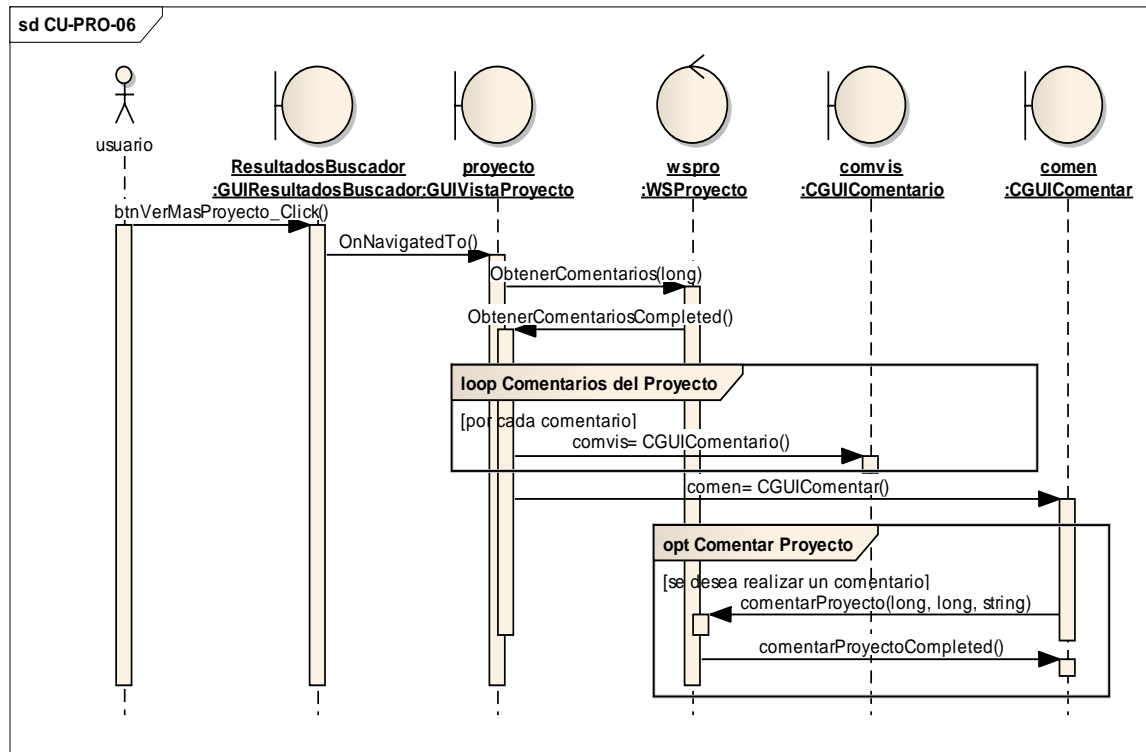 sd CU-PRO-06
usuario
ResultadosBuscador
:GUIResultadosBuscador
proyecto
:GUIVistaProyecto
wspro
:WSProyecto
comvis
:CGUIComentario
comen
:CGUIComentar
btnVerMasProyecto_Click()
OnNavigatedTo()
ObtenerComentarios(long)
ObtenerComentariosCompleted()
loop Comentarios del Proyecto
[por cada comentario]
comvis= CGUIComentario()
comen= CGUIComentar()
opt Comentar Proyecto
[se desea realizar un comentario]
comentarProyecto(long, long, string)
comentarProyectoCompleted()